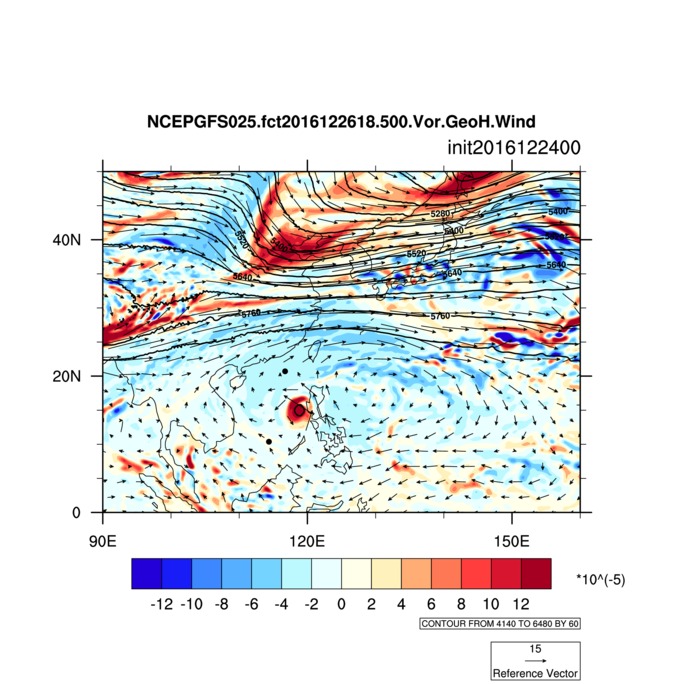 NCEPGFS025.fct2016122618.500.Vor.GeoH.Wind
init2016122400
5280
5400
5400
5520
5520
5640
5640
5640
5760
5760
40N
20N
0
90E 120E 150E
-12 -10 -8 -6 -4 -2 0 2 4 6 8 10 12
*10^(-5)
CONTOUR FROM 4140 TO 6480 BY 60
15
Reference Vector